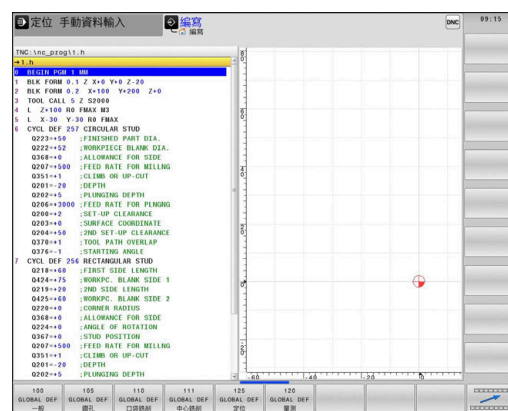 定位 手動資料輸入
編寫
編寫
DNC
09:15
TNC:\nc_prog\1.h
→1.h
0 BEGIN PGM 1 MM
1 BLK FORM 0.1 Z X+0 Y+0 Z-20
2 BLK FORM 0.2 X+100 Y+200 Z+0
3 TOOL CALL 5 Z S2000
4 L Z+100 R0 FMAX M3
5 L X-30 Y-30 R0 FMAX
6 CYCL DEF 257 CIRCULAR STUD
Q223=+50 ;FINISHED PART DIA.
Q222=+52 ;WORKPIECE BLANK DIA.
Q368=+0 ;ALLOWANCE FOR SIDE
Q207=+500 ;FEED RATE FOR MILLNG
Q351=+1 ;CLIMB OR UP-CUT
Q201=-20 ;DEPTH
Q202=+5 ;PLUNGING DEPTH
Q206=+3000 ;FEED RATE FOR PLNGNG
Q200=+2 ;SET-UP CLEARANCE
Q203=+0 ;SURFACE COORDINATE
Q204=+50 ;2ND SET-UP CLEARANCE
Q370=+1 ;TOOL PATH OVERLAP
Q376=-1 ;STARTING ANGLE
7 CYCL DEF 256 RECTANGULAR STUD
Q218=+60 ;FIRST SIDE LENGTH
Q424=+75 ;WORKPC. BLANK SIDE 1
Q219=+20 ;2ND SIDE LENGTH
Q425=+60 ;WORKPC. BLANK SIDE 2
Q220=+0 ;CORNER RADIUS
Q368=+0 ;ALLOWANCE FOR SIDE
Q224=+0 ;ANGLE OF ROTATION
Q367=+0 ;STUD POSITION
Q207=+500 ;FEED RATE FOR MILLNG
Q351=+1 ;CLIMB OR UP-CUT
Q201=-20 ;DEPTH
Q202=+5 ;PLUNGING DEPTH
-60 -40 -20 0
100 105 110 111 125 120
GLOBAL DEF GLOBAL DEF GLOBAL DEF GLOBAL DEF GLOBAL DEF GLOBAL DEF
一般 鑽孔 口袋銑削 中心銑削 定位 量測